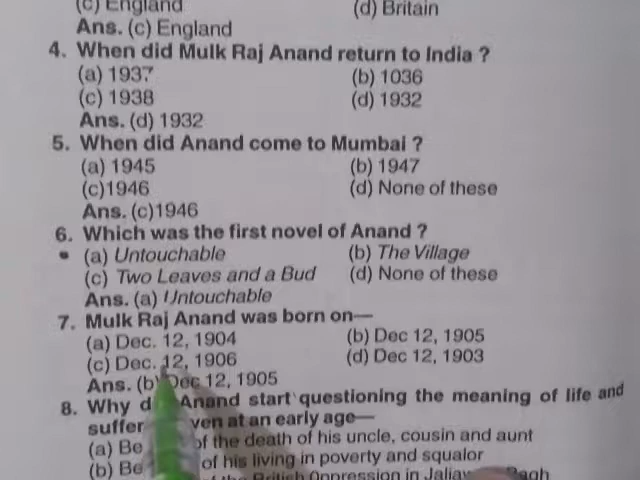 (c) England (d) Britain
Ans. (c) England
4. When did Mulk Raj Anand return to India ?
(a) 1937 (b) 1036
(c) 1938 (d) 1932
Ans. (d) 1932
5. When did Anand come to Mumbai ?
(a) 1945 (b) 1947
(c)1946 (d) None of these
Ans. (c)1946
6. Which was the first novel of Anand ?
(a) Untouchable (b) The Village
(c) Two Leaves and a Bud (d) None of these
Ans. (a) Untouchable
7. Mulk Raj Anand was born on—
(a) Dec. 12, 1904 (b) Dec 12, 1905
(c) Dec. 12, 1906 (d) Dec 12, 1903
Ans. (b) Dec 12, 1905
8. Why Anand start questioning the meaning of life and
at an early age—
(a) of the death of his uncle, cousin and aunt
(b) of his living in poverty and squalor
British Oppression in